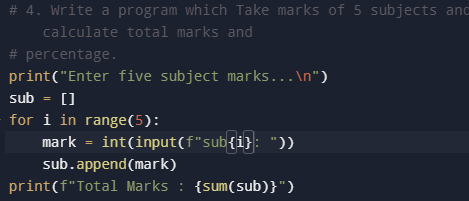 # 4. Write a program which Take marks of 5 subjects and
calculate total marks and
# percentage.
print("Enter five subject marks...\n")
sub = []
for i in range(5):
    mark = int(input(f"sub{i}: "))
    sub.append(mark)
print(f"Total Marks : {sum(sub)}")